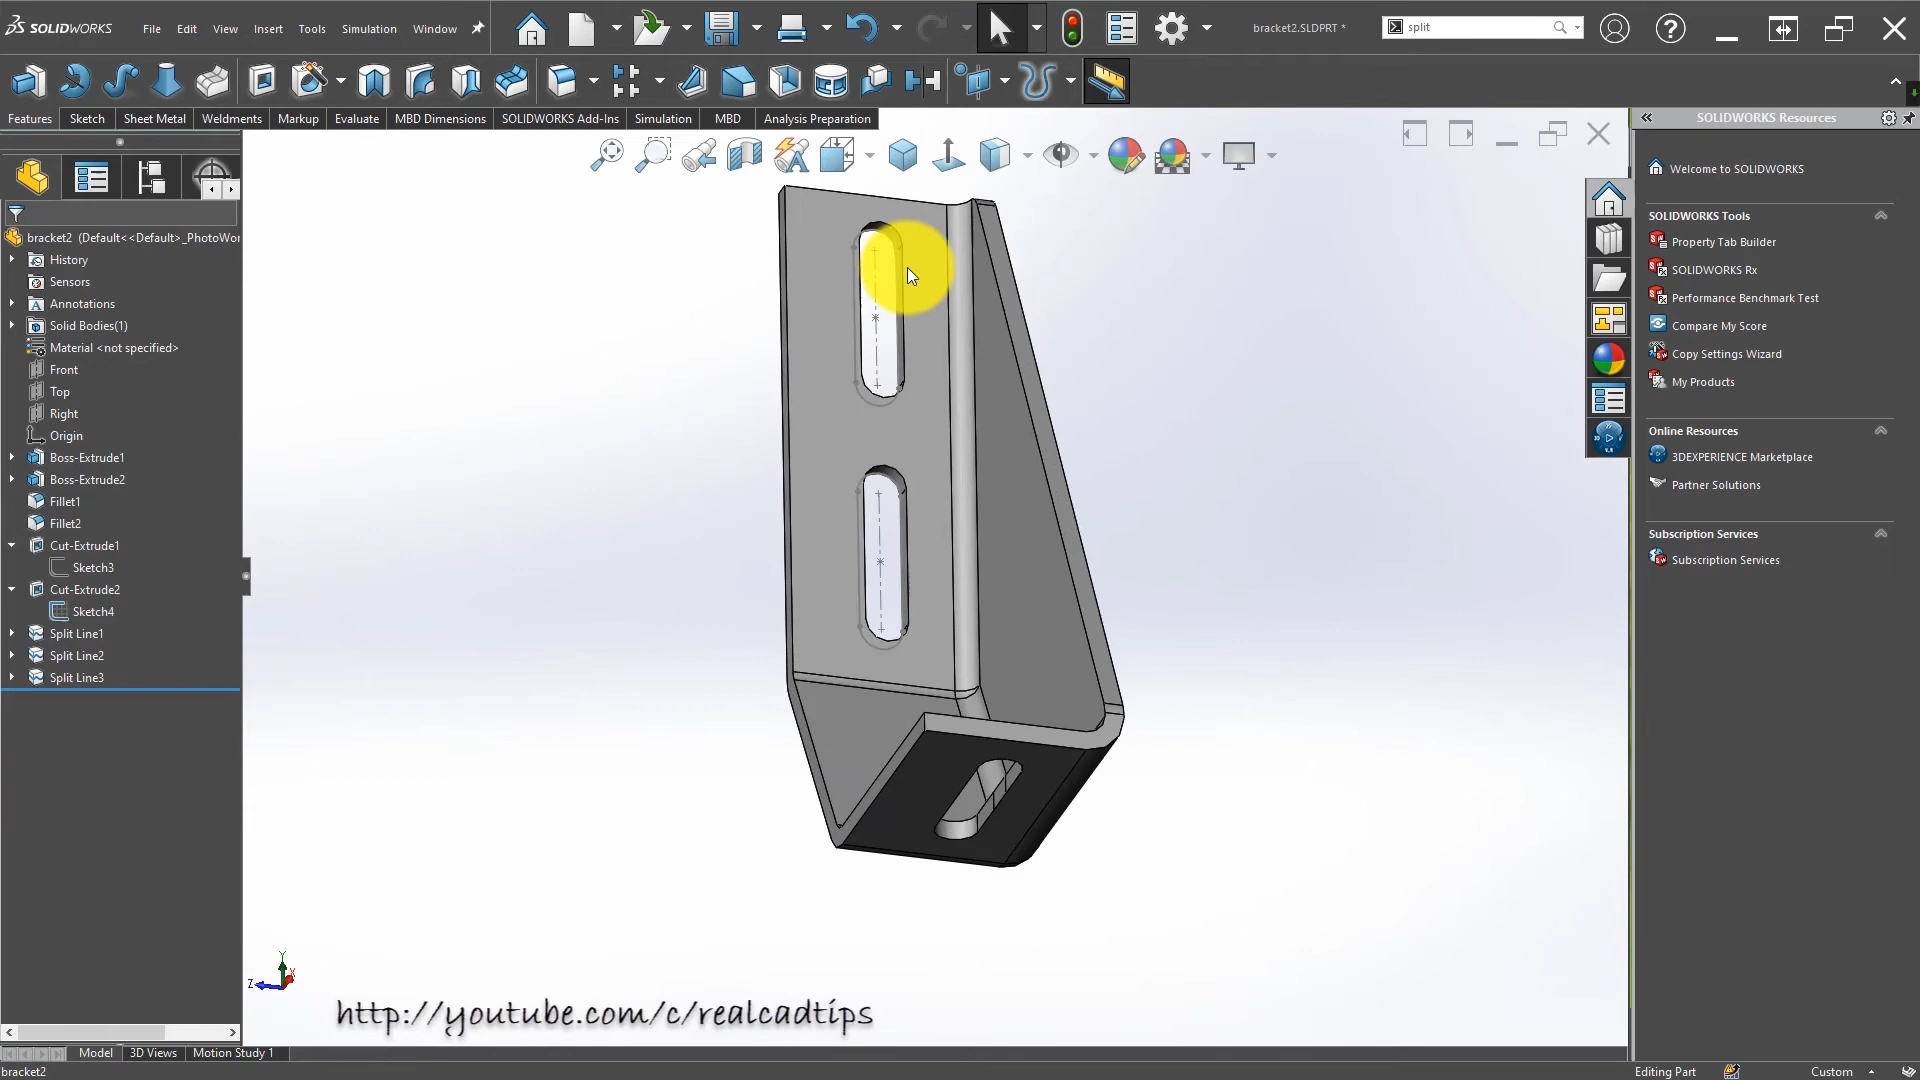 SOLIDWORKS File Edit View Insert Tools Simulation Window bracket2.SLDPRT * split
Features Sketch Sheet Metal Weldments Markup Evaluate MBD Dimensions SOLIDWORKS Add-Ins Simulation MBD Analysis Preparation
SOLIDWORKS Resources
bracket2 (Default<<Default>_PhotoWor
History
Sensors
Annotations
Solid Bodies(1)
Material <not specified>
Front
Top
Right
Origin
Boss-Extrude1
Boss-Extrude2
Fillet1
Fillet2
Cut-Extrude1
Sketch3
Cut-Extrude2
Sketch4
Split Line1
Split Line2
Split Line3
Welcome to SOLIDWORKS
SOLIDWORKS Tools
Property Tab Builder
SOLIDWORKS Rx
Performance Benchmark Test
Compare My Score
Copy Settings Wizard
My Products
Online Resources
3DEXPERIENCE Marketplace
Partner Solutions
Subscription Services
Subscription Services
Y
Z X
http://youtube.com/c/realcadtips
Model 3D Views Motion Study 1
bracket2 Editing Part Custom